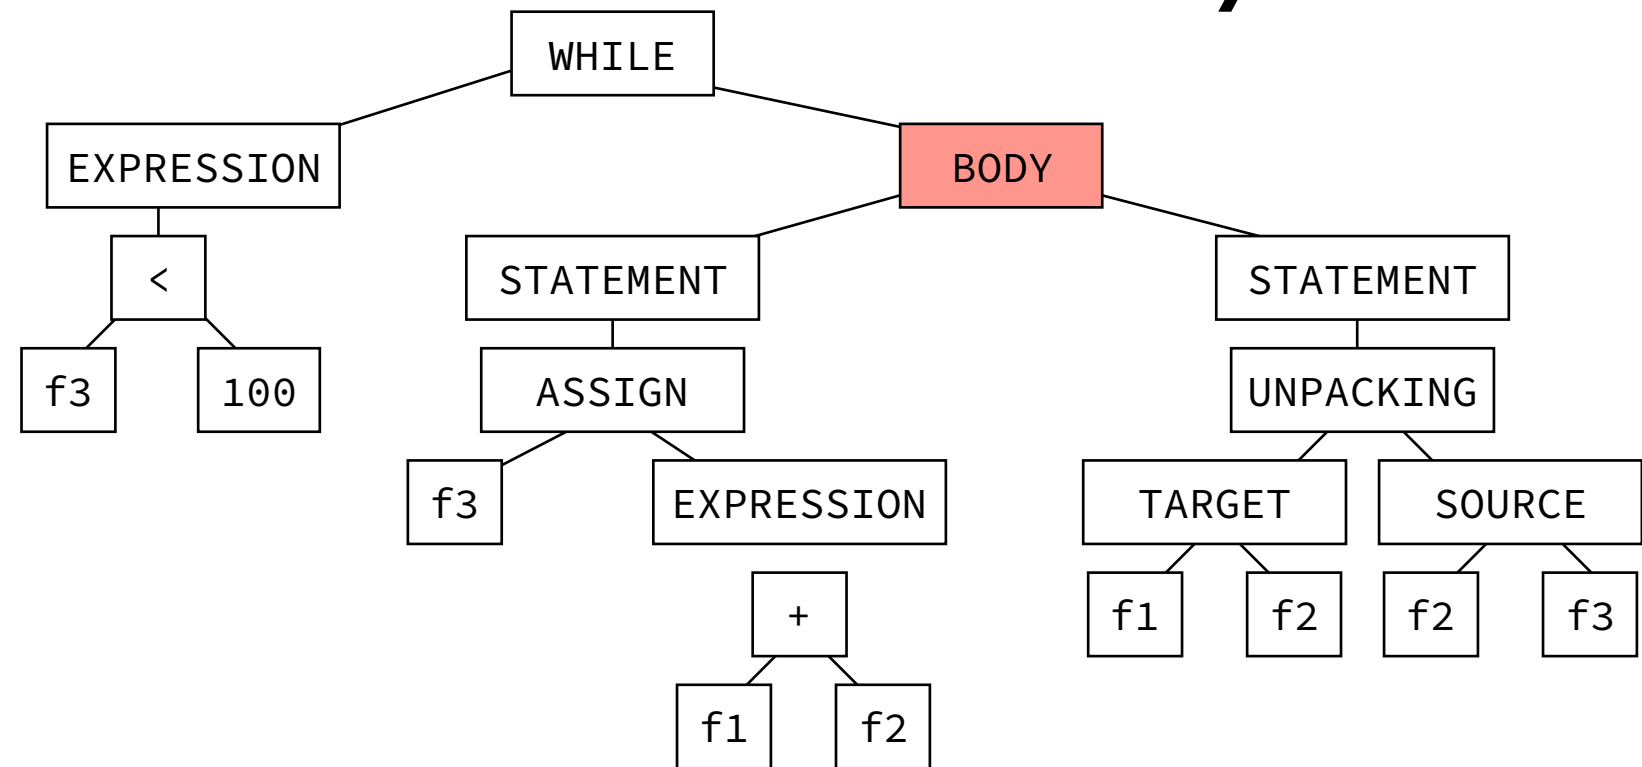 WHILE
EXPRESSION BODY
< STATEMENT STATEMENT
f3 100 ASSIGN UNPACKING
f3 EXPRESSION TARGET SOURCE
+ f1 f2 f2 f3
f1 f2